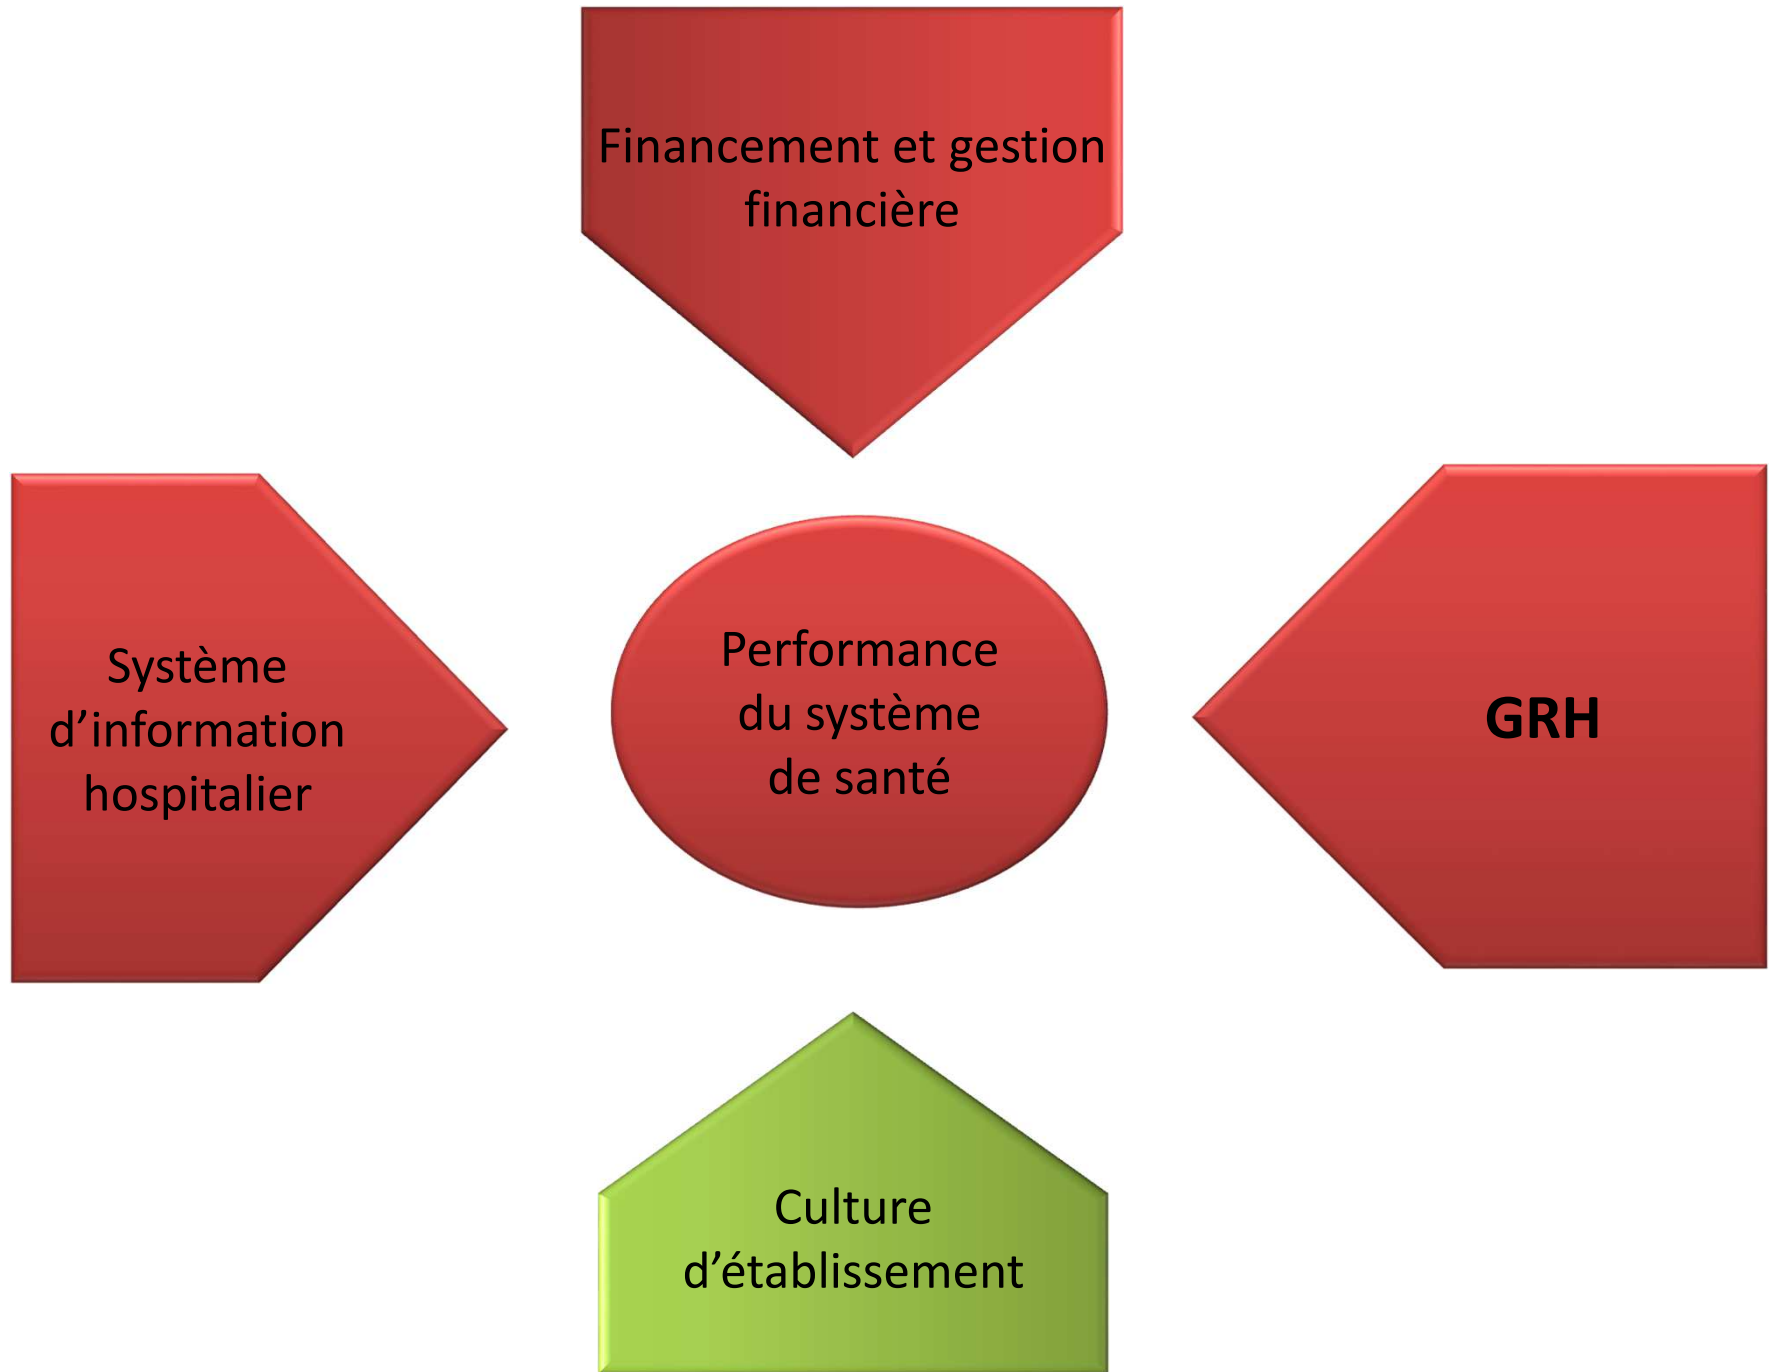 Financement et gestion
financière
Système
d’information
hospitalier
Performance
du système
de santé
GRH
Culture
d’établissement